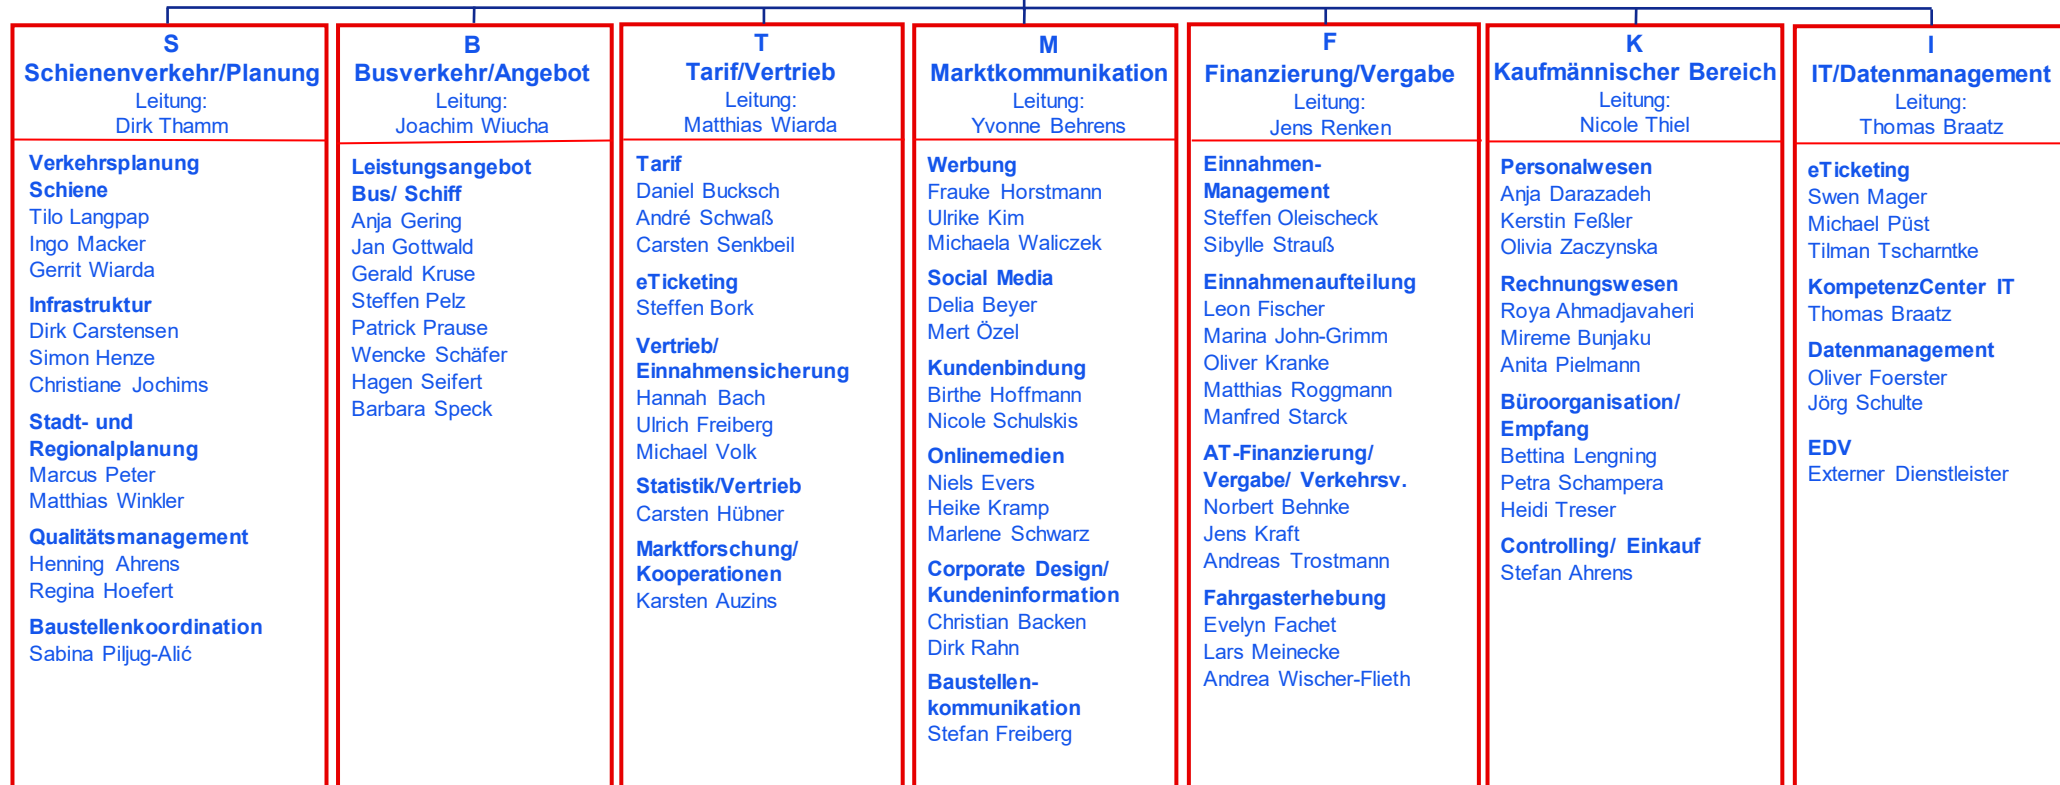 S
Schienenverkehr/Planung
Leitung:
Dirk Thamm
Verkehrsplanung
Schiene
Tilo Langpap
Ingo Macker
Gerrit Wiarda
Infrastruktur
Dirk Carstensen
Simon Henze
Christiane Jochims
Stadt- und
Regionalplanung
Marcus Peter
Matthias Winkler
Qualitätsmanagement
Henning Ahrens
Regina Hoefert
Baustellenkoordination
Sabina Piljug-Alić
B
Busverkehr/Angebot
Leitung:
Joachim Wiucha
Leistungsangebot
Bus/ Schiff
Anja Gering
Jan Gottwald
Gerald Kruse
Steffen Pelz
Patrick Prause
Wencke Schäfer
Hagen Seifert
Barbara Speck
T
Tarif/Vertrieb
Leitung:
Matthias Wiarda
Tarif
Daniel Bucksch
André Schwaß
Carsten Senkbeil
eTicketing
Steffen Bork
Vertrieb/
Einnahmensicherung
Hannah Bach
Ulrich Freiberg
Michael Volk
Statistik/Vertrieb
Carsten Hübner
Marktforschung/
Kooperationen
Karsten Auzins
M
Marktkommunikation
Leitung:
Yvonne Behrens
Werbung
Frauke Horstmann
Ulrike Kim
Michaela Waliczek
Social Media
Delia Beyer
Mert Özel
Kundenbindung
Birthe Hoffmann
Nicole Schulskis
Onlinemedien
Niels Evers
Heike Kramp
Marlene Schwarz
Corporate Design/
Kundeninformation
Christian Backen
Dirk Rahn
Baustellen-
kommunikation
Stefan Freiberg
F
Finanzierung/Vergabe
Leitung:
Jens Renken
Einnahmen-
Management
Steffen Oleischeck
Sibylle Strauß
Einnahmenaufteilung
Leon Fischer
Marina John-Grimm
Oliver Kranke
Matthias Roggmann
Manfred Starck
AT-Finanzierung/
Vergabe/ Verkehrsv.
Norbert Behnke
Jens Kraft
Andreas Trostmann
Fahrgasterhebung
Evelyn Fachet
Lars Meinecke
Andrea Wischer-Flieth
K
Kaufmännischer Bereich
Leitung:
Nicole Thiel
Personalwesen
Anja Darazadeh
Kerstin Feßler
Olivia Zaczynska
Rechnungswesen
Roya Ahmadjavaheri
Mireme Bunjaku
Anita Pielmann
Büroorganisation/
Empfang
Bettina Lengning
Petra Schampera
Heidi Treser
Controlling/ Einkauf
Stefan Ahrens
I
IT/Datenmanagement
Leitung:
Thomas Braatz
eTicketing
Swen Mager
Michael Püst
Tilman Tscharntke
KompetenzCenter IT
Thomas Braatz
Datenmanagement
Oliver Foerster
Jörg Schulte
EDV
Externer Dienstleister